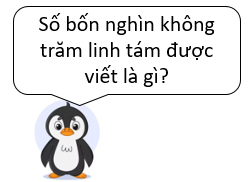 Số bốn nghìn không
trăm linh tám được
viết là gì?